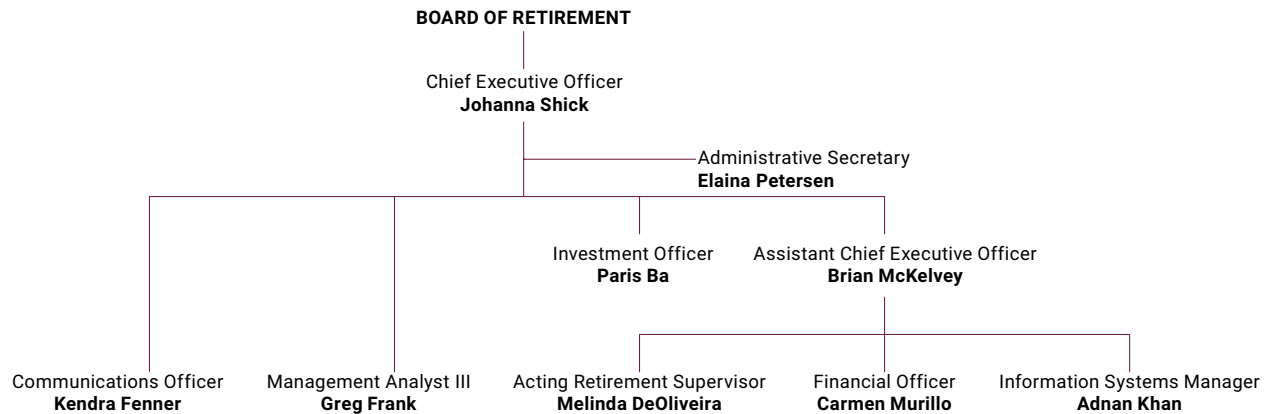 BOARD OF RETIREMENT
Chief Executive Officer
Johanna Shick
Administrative Secretary
Elaina Petersen
Investment Officer
Paris Ba
Assistant Chief Executive Officer
Brian McKelvey
Communications Officer
Kendra Fenner
Management Analyst III
Greg Frank
Acting Retirement Supervisor
Melinda DeOliveira
Financial Officer
Carmen Murillo
Information Systems Manager
Adnan Khan